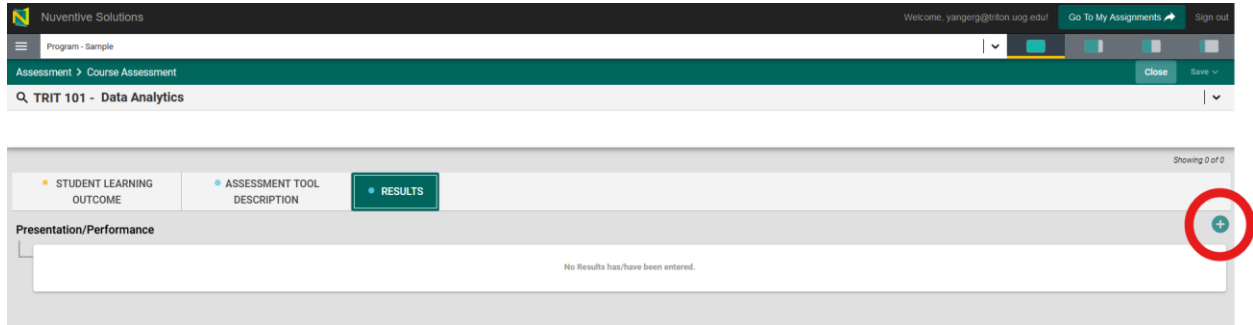 Nuventive Solutions
Welcome, yangerg@triton.uog.edu!
Go To My Assignments
Sign out
Program - Sample
Assessment > Course Assessment
Close
Save
TRIT 101 - Data Analytics
Showing 0 of 0
STUDENT LEARNING
OUTCOME
ASSESSMENT TOOL
DESCRIPTION
RESULTS
Presentation/Performance
No Results has/have been entered.